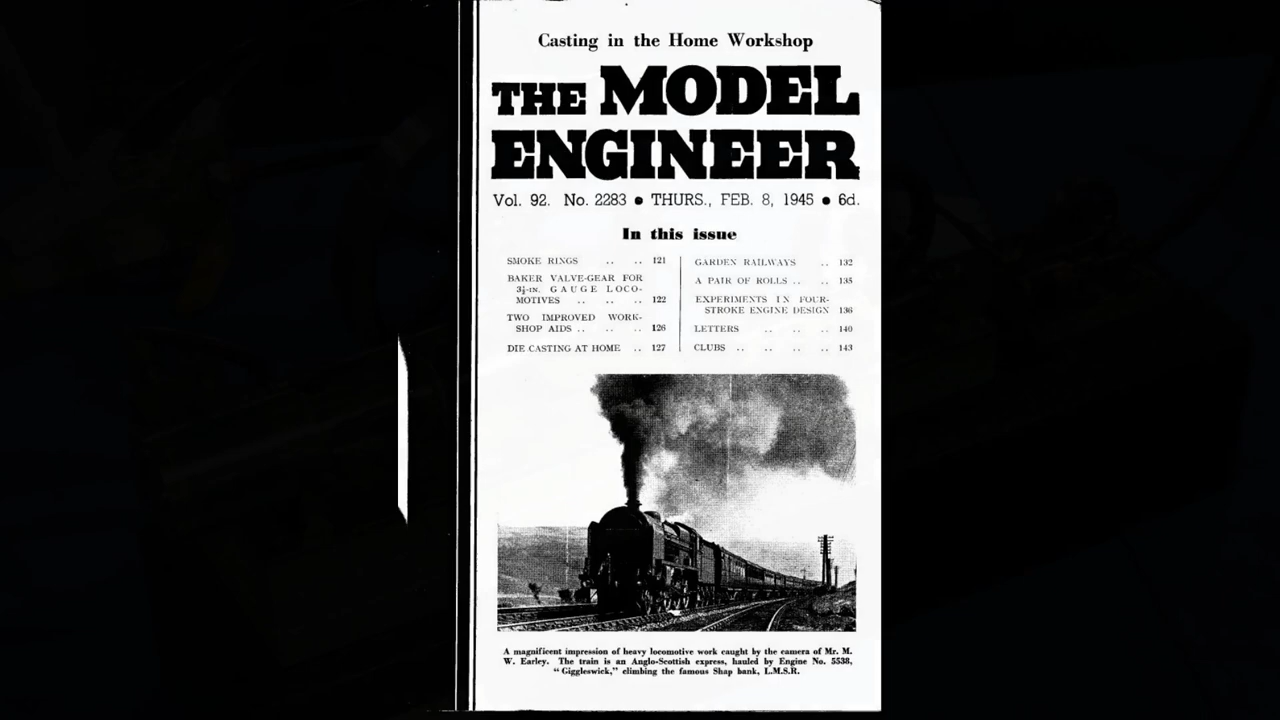 Casting in the Home Workshop
THE MODEL
ENGINEER
Vol. 92. No. 2283 ● THURS., FEB. 8, 1945 ● 6d.
In this issue
SMOKE RINGS .. .. 121
BAKER VALVE-GEAR FOR
3½-IN. GAUGE LOCO-
MOTIVES .. .. .. 122
TWO IMPROVED WORK-
SHOP AIDS .. .. .. 126
DIE CASTING AT HOME .. 127
GARDEN RAILWAYS .. 132
A PAIR OF ROLLS .. .. 135
EXPERIMENTS IN FOUR-
STROKE ENGINE DESIGN 136
LETTERS .. .. .. 140
CLUBS .. .. .. .. 143
A magnificent impression of heavy locomotive work caught by the camera of Mr. M.
W. Earley. The train is an Anglo-Scottish express, hauled by Engine No. 5538,
“ Giggleswick,” climbing the famous Shap bank, L.M.S.R.